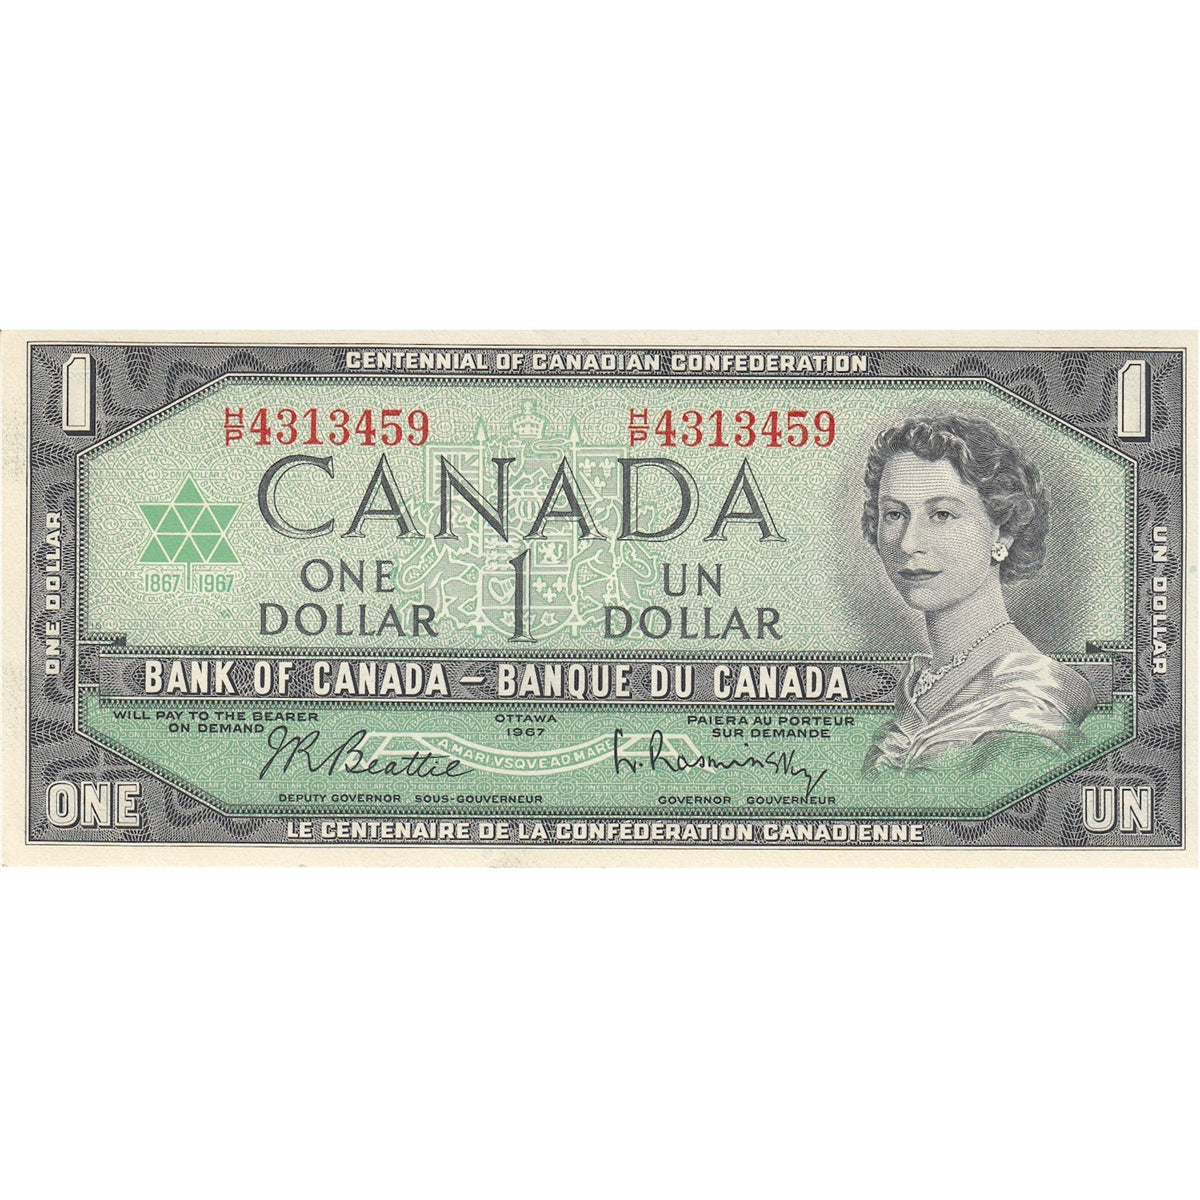 1
CENTENNIAL OF CANADIAN CONFEDERATION
1
H/P 4313459
H/P 4313459
CANADA
1867 1967
ONE DOLLAR
ONE
DOLLAR
1
UN
DOLLAR
UN DOLLAR
BANK OF CANADA – BANQUE DU CANADA
WILL PAY TO THE BEARER
ON DEMAND
OTTAWA
1967
PAIERA AU PORTEUR
SUR DEMANDE
J R Beattie
A MARI VSQVE AD MARE
L. Rasminsky
DEPUTY GOVERNOR SOUS-GOUVERNEUR
GOVERNOR GOUVERNEUR
ONE
UN
LE CENTENAIRE DE LA CONFÉDÉRATION CANADIENNE